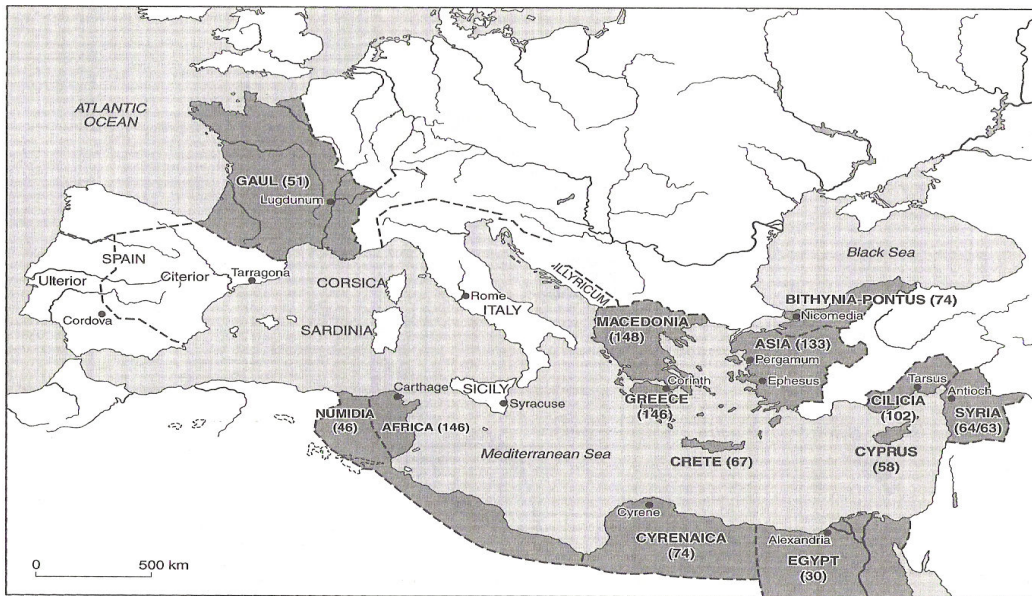 ATLANTIC
OCEAN
GAUL (51)
Lugdunum
SPAIN
Ulterior
Citerior
Tarragona
Cordova
CORSICA
SARDINIA
Rome
ITALY
ILLYRICUM
Black Sea
BITHYNIA-PONTUS (74)
Nicomedia
MACEDONIA
(148)
ASIA (133)
Pergamum
Ephesus
Corinth
GREECE
(146)
Tarsus
Antioch
CILICIA
(102)
SYRIA
(64/63)
CYPRUS
(58)
CRETE (67)
Carthage
SICILY
Syracuse
NUMIDIA
(46)
AFRICA (146)
Mediterranean Sea
Cyrene
CYRENAICA
(74)
Alexandria
EGYPT
(30)
0
500 km